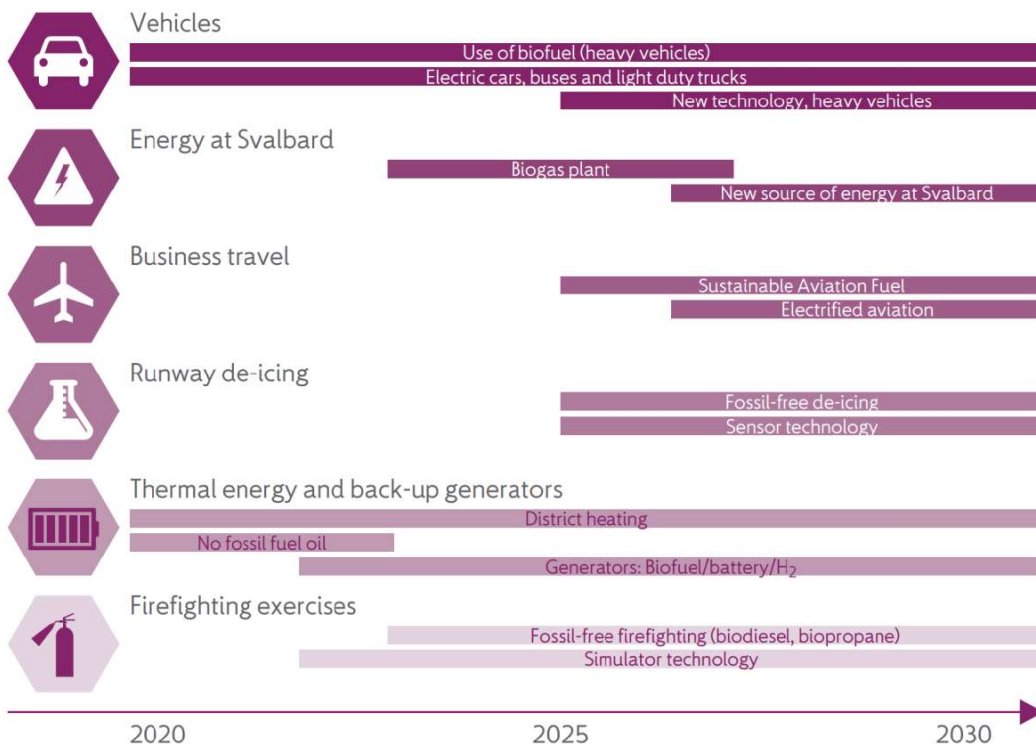 Vehicles
Use of biofuel (heavy vehicles)
Electric cars, buses and light duty trucks
New technology, heavy vehicles
Energy at Svalbard
Biogas plant
New source of energy at Svalbard
Business travel
Sustainable Aviation Fuel
Electrified aviation
Runway de-icing
Fossil-free de-icing
Sensor technology
Thermal energy and back-up generators
District heating
No fossil fuel oil
Generators: Biofuel/battery/H₂
Firefighting exercises
Fossil-free firefighting (biodiesel, biopropane)
Simulator technology
2020 2025 2030